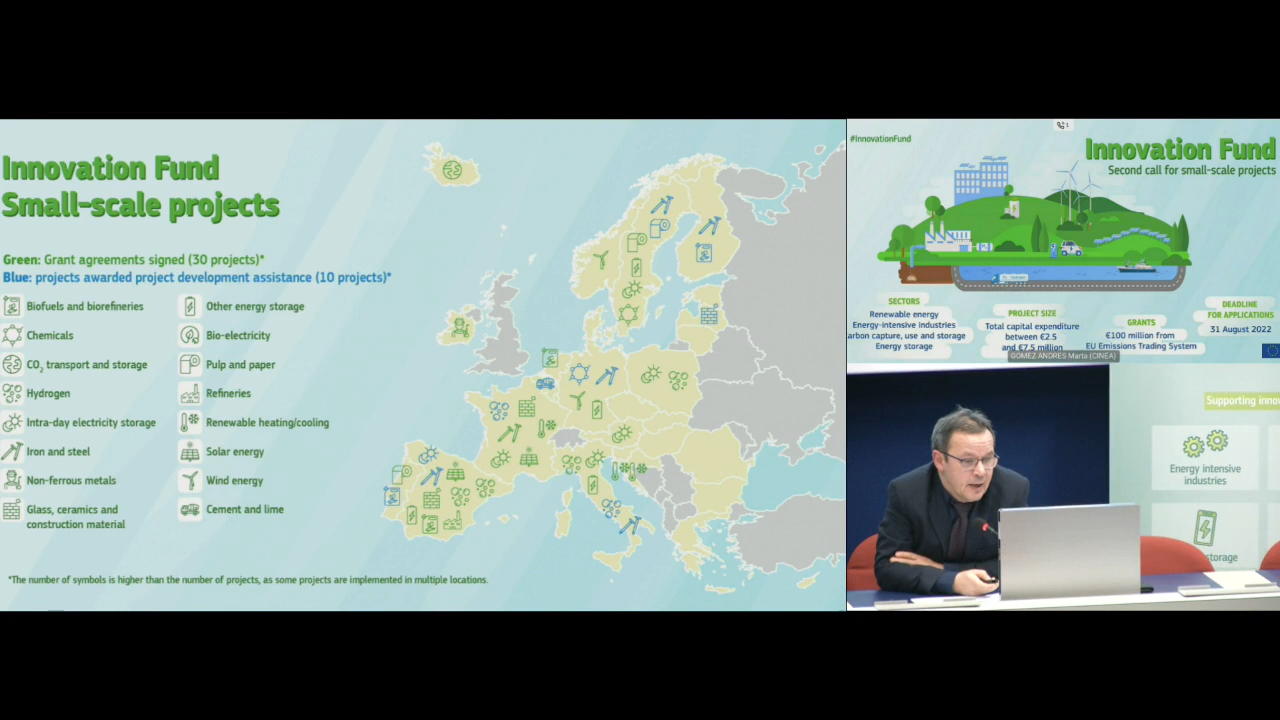 Innovation Fund
Small-scale projects
Green: Grant agreements signed (30 projects)*
Blue: projects awarded project development assistance (10 projects)*
Biofuels and biorefineries
Chemicals
CO2 transport and storage
Hydrogen
Intra-day electricity storage
Iron and steel
Non-ferrous metals
Glass, ceramics and
construction material
Other energy storage
Bio-electricity
Pulp and paper
Refineries
Renewable heating/cooling
Solar energy
Wind energy
Cement and lime
*The number of symbols is higher than the number of projects, as some projects are implemented in multiple locations.
#InnovationFund
Innovation Fund
Second call for small-scale projects
SECTORS
Renewable energy
Energy-intensive industries
arbon capture, use and storage
Energy storage
PROJECT SIZE
Total capital expenditure
between €2.5
and €7.5 million
GRANTS
€100 million from
EU Emissions Trading System
DEADLINE
FOR APPLICATIONS
31 August 2022
GOMEZ ANDRES Marta (CINEA)
Supporting innov
Energy intensive
industries
storage